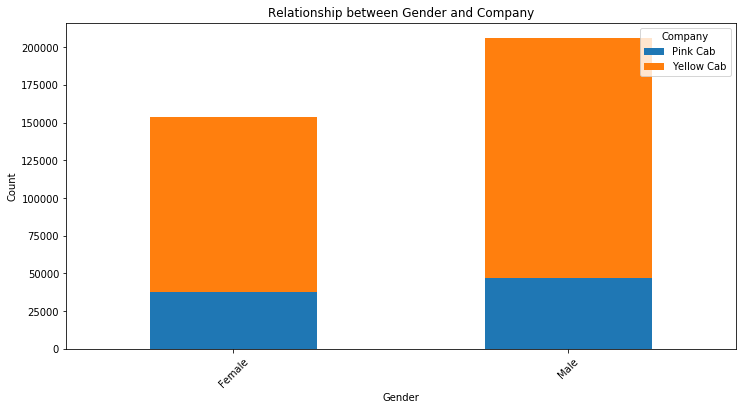 Relationship between Gender and Company
Company
Pink Cab
Yellow Cab
200000
175000
150000
125000
100000
75000
50000
25000
0
Count
Female
Male
Gender